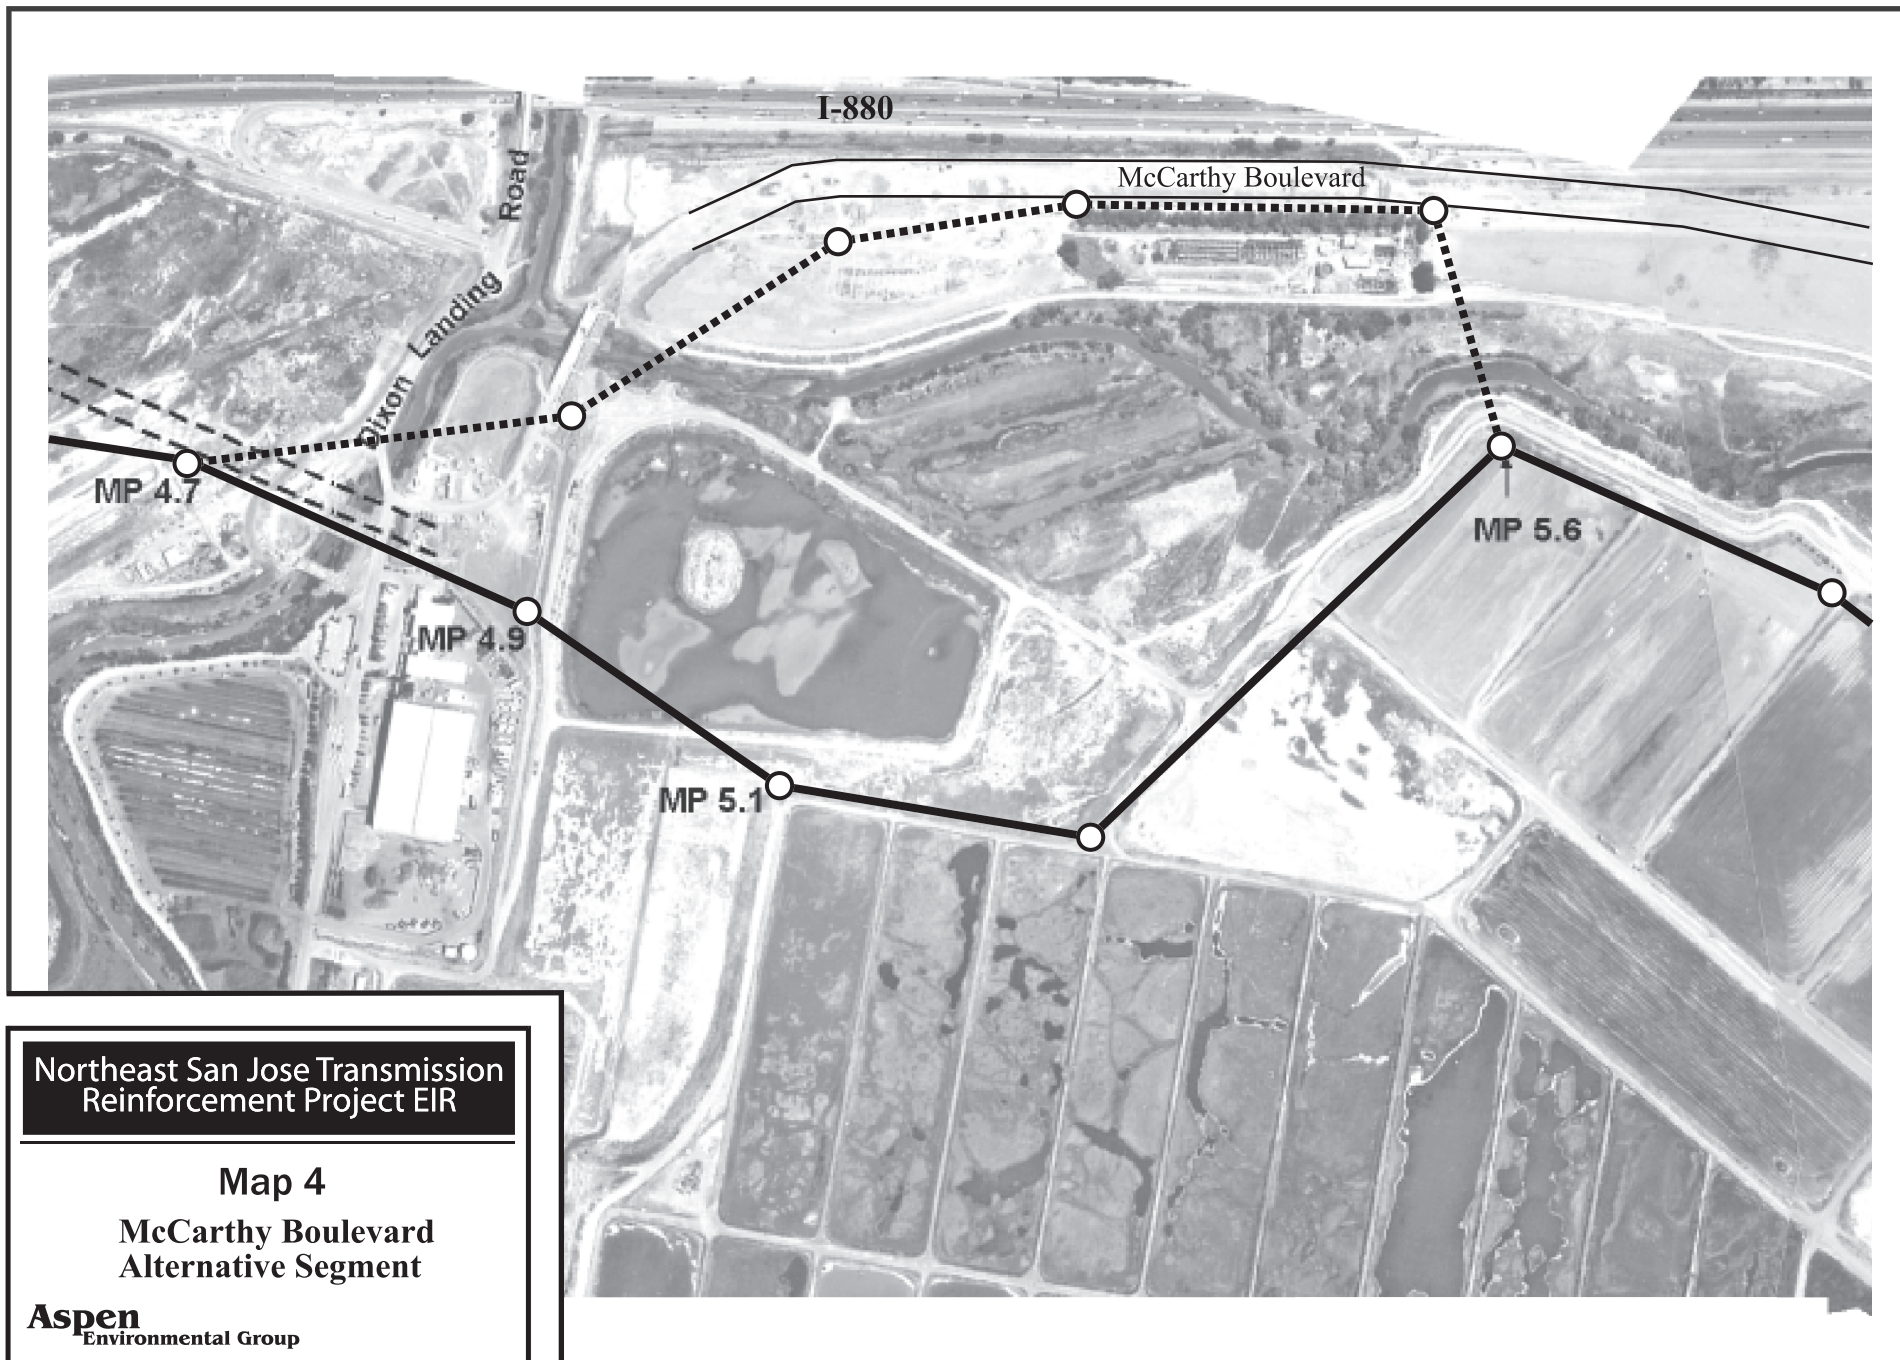 I-880
McCarthy Boulevard
Dixon Landing Road
MP 4.7
MP 4.9
MP 5.1
MP 5.6
Northeast San Jose Transmission
Reinforcement Project EIR
Map 4
McCarthy Boulevard
Alternative Segment
Aspen
Environmental Group